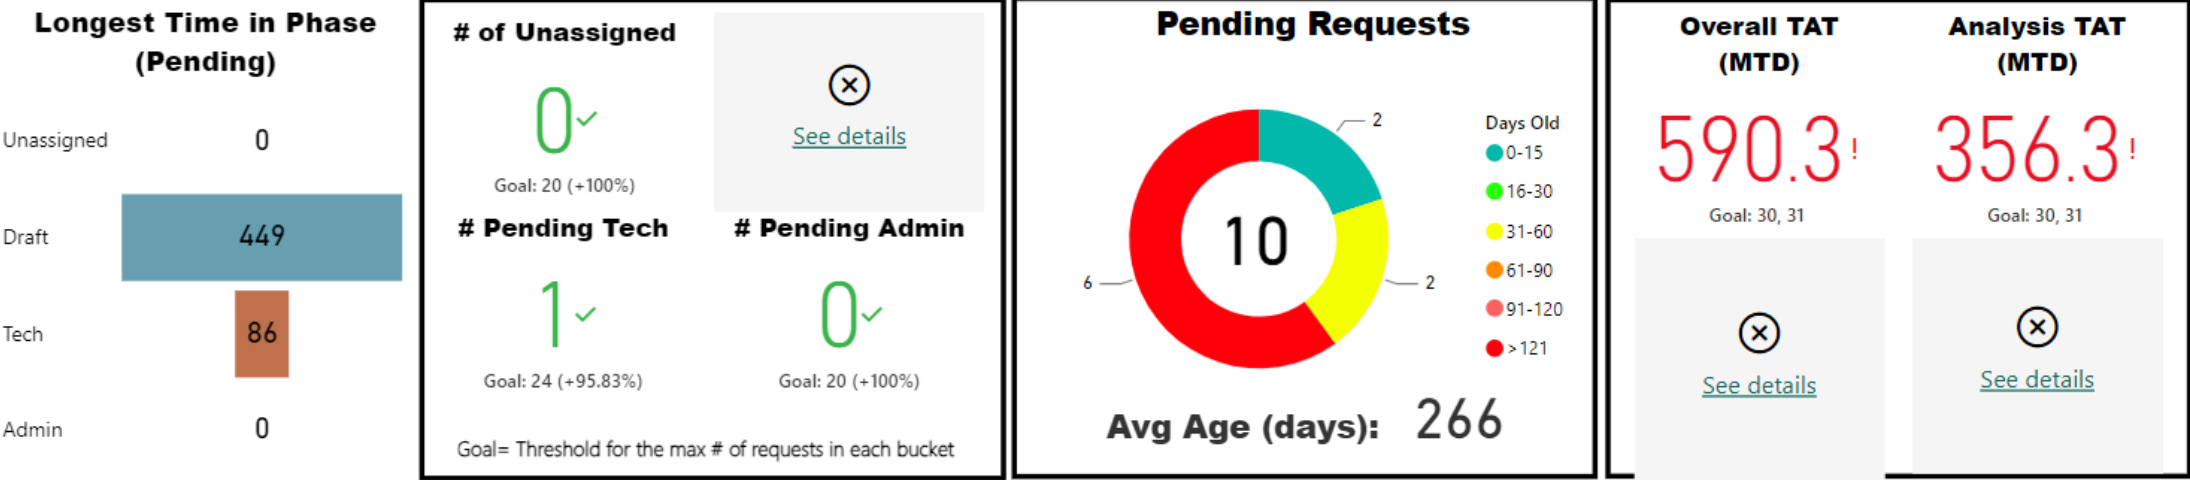 Longest Time in Phase
(Pending)
Unassigned
0
Draft
449
Tech
86
Admin
0
# of Unassigned
0
Goal: 20 (+100%)
See details
# Pending Tech
1
Goal: 24 (+95.83%)
# Pending Admin
0
Goal: 20 (+100%)
Goal= Threshold for the max # of requests in each bucket
Pending Requests
2
2
6
10
Days Old
0-15
16-30
31-60
61-90
91-120
>121
Avg Age (days): 266
Overall TAT
(MTD)
590.3!
Goal: 30, 31
See details
Analysis TAT
(MTD)
356.3!
Goal: 30, 31
See details